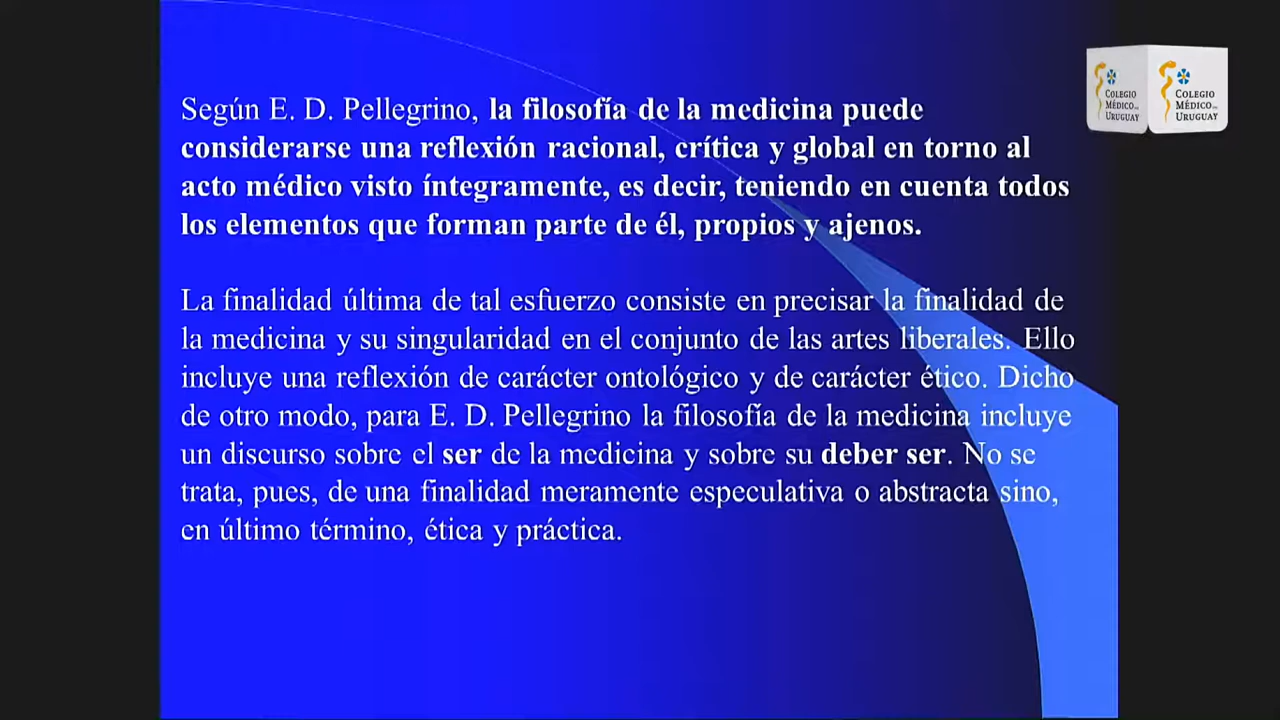 Según E. D. Pellegrino, la filosofía de la medicina puede
considerarse una reflexión racional, crítica y global en torno al
acto médico visto íntegramente, es decir, teniendo en cuenta todos
los elementos que forman parte de él, propios y ajenos.
La finalidad última de tal esfuerzo consiste en precisar la finalidad de
la medicina y su singularidad en el conjunto de las artes liberales. Ello
incluye una reflexión de carácter ontológico y de carácter ético. Dicho
de otro modo, para E. D. Pellegrino la filosofía de la medicina incluye
un discurso sobre el ser de la medicina y sobre su deber ser. No se
trata, pues, de una finalidad meramente especulativa o abstracta sino,
en último término, ética y práctica.
COLEGIO
MÉDICO DEL
URUGUAY
COLEGIO
MÉDICO DEL
URUGUAY